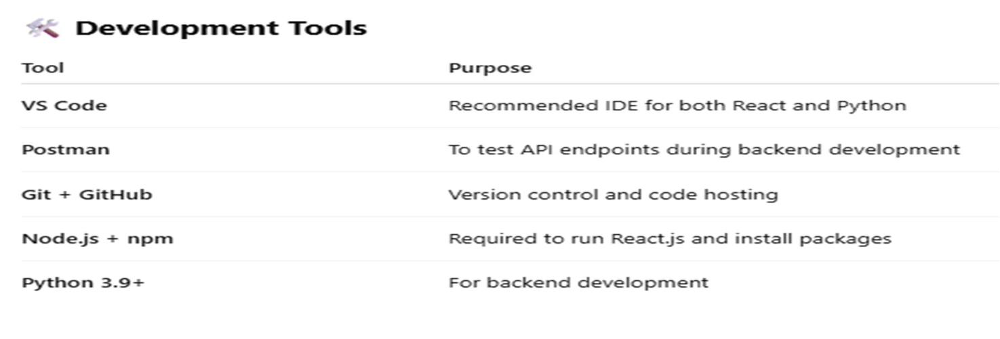 Development Tools
Tool Purpose
VS Code Recommended IDE for both React and Python
Postman To test API endpoints during backend development
Git + GitHub Version control and code hosting
Node.js + npm Required to run React.js and install packages
Python 3.9+ For backend development